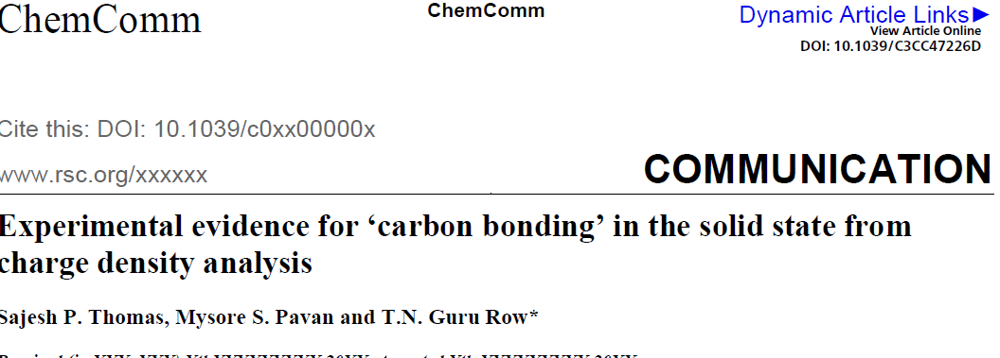 ChemComm
ChemComm
Dynamic Article Links►
View Article Online
DOI: 10.1039/C3CC47226D
Cite this: DOI: 10.1039/c0xx00000x
www.rsc.org/xxxxxx
COMMUNICATION
Experimental evidence for ‘carbon bonding’ in the solid state from
charge density analysis
Sajesh P. Thomas, Mysore S. Pavan and T.N. Guru Row*